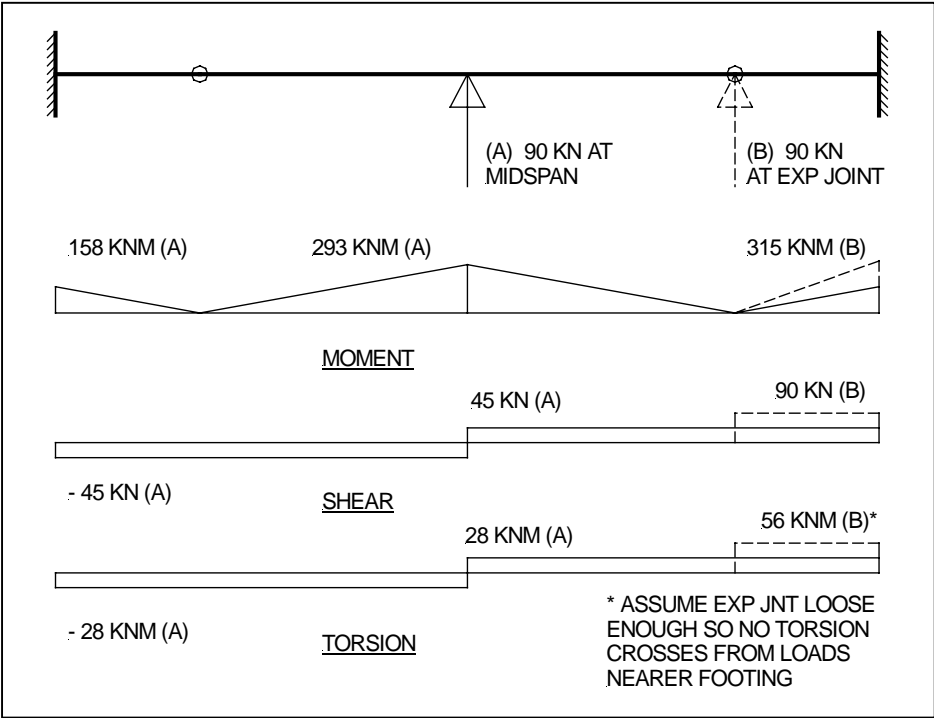 (A) 90 KN AT
MIDSPAN
(B) 90 KN
AT EXP JOINT
158 KNM (A)
293 KNM (A)
315 KNM (B)
MOMENT
45 KN (A)
90 KN (B)
- 45 KN (A)
SHEAR
28 KNM (A)
56 KNM (B)*
- 28 KNM (A)
TORSION
* ASSUME EXP JNT LOOSE
ENOUGH SO NO TORSION
CROSSES FROM LOADS
NEARER FOOTING